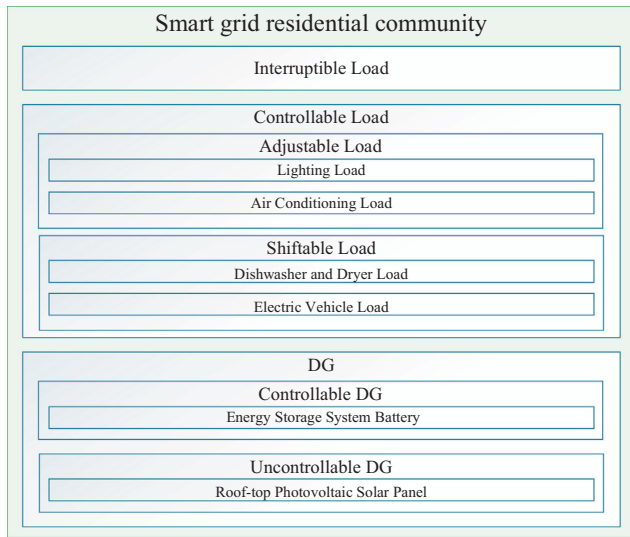 Smart grid residential community
Interruptible Load
Controllable Load
Adjustable Load
Lighting Load
Air Conditioning Load
Shiftable Load
Dishwasher and Dryer Load
Electric Vehicle Load
DG
Controllable DG
Energy Storage System Battery
Uncontrollable DG
Roof-top Photovoltaic Solar Panel